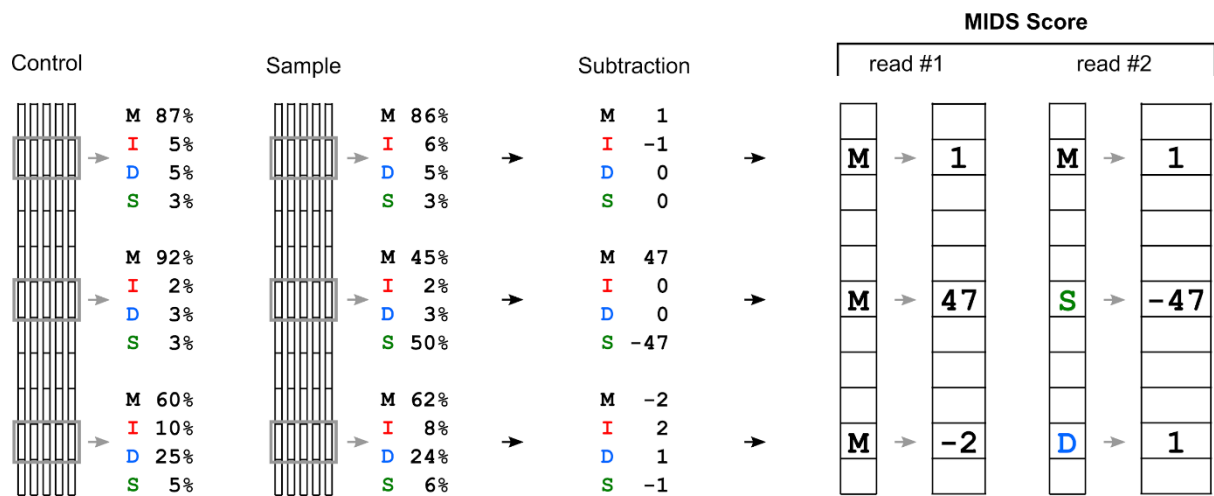 MIDS Score
Control Sample Subtraction read #1 read #2
M 87% M 86% M 1
I 5% I 6% I -1 M 1 M 1
D 5% D 5% D 0
S 3% S 3% S 0
M 92% M 45% M 47
I 2% I 2% I 0 M 47 S -47
D 3% D 3% D 0
S 3% S 50% S -47
M 60% M 62% M -2
I 10% I 8% I 2 M -2 D 1
D 25% D 24% D 1
S 5% S 6% S -1